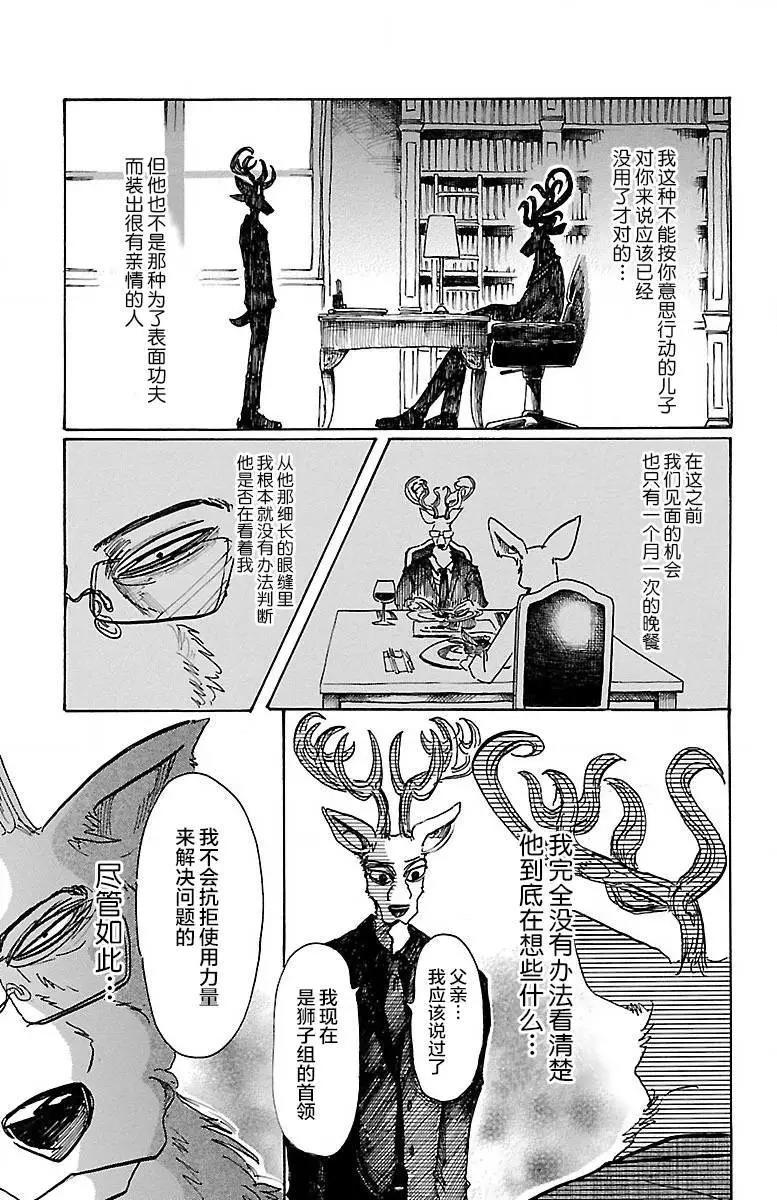 我这种不能按你意思行动的儿子
对你来说应该已经
没用了才对的…
但他也不是那种为了表面功夫
而装出很有亲情的人
在这之前
我们见面的机会
也只有一个月一次的晚餐
从他那细长的眼缝里
我根本就没有办法判断
他是否在看着我
我完全没有办法看清楚
他到底在想些什么…
父亲…
我应该说过了
我现在
是狮子组的首领
我不会抗拒使用力量
来解决问题的
尽管如此…